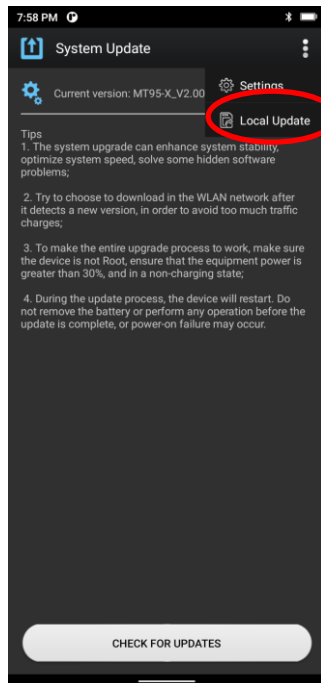 7:58 PM
System Update
Settings
Current version: MT95-X_V2.00
Local Update
Tips
1. The system upgrade can enhance system stability,
optimize system speed, solve some hidden software
problems;
2. Try to choose to download in the WLAN network after
it detects a new version, in order to avoid too much traffic
charges;
3. To make the entire upgrade process to work, make sure
the device is not Root, ensure that the equipment power is
greater than 30%, and in a non-charging
state;
4. During the update process, the device will restart. Do
not remove the battery or perform any operation before the
update is complete, or power-on failure may occur.
CHECK FOR UPDATES